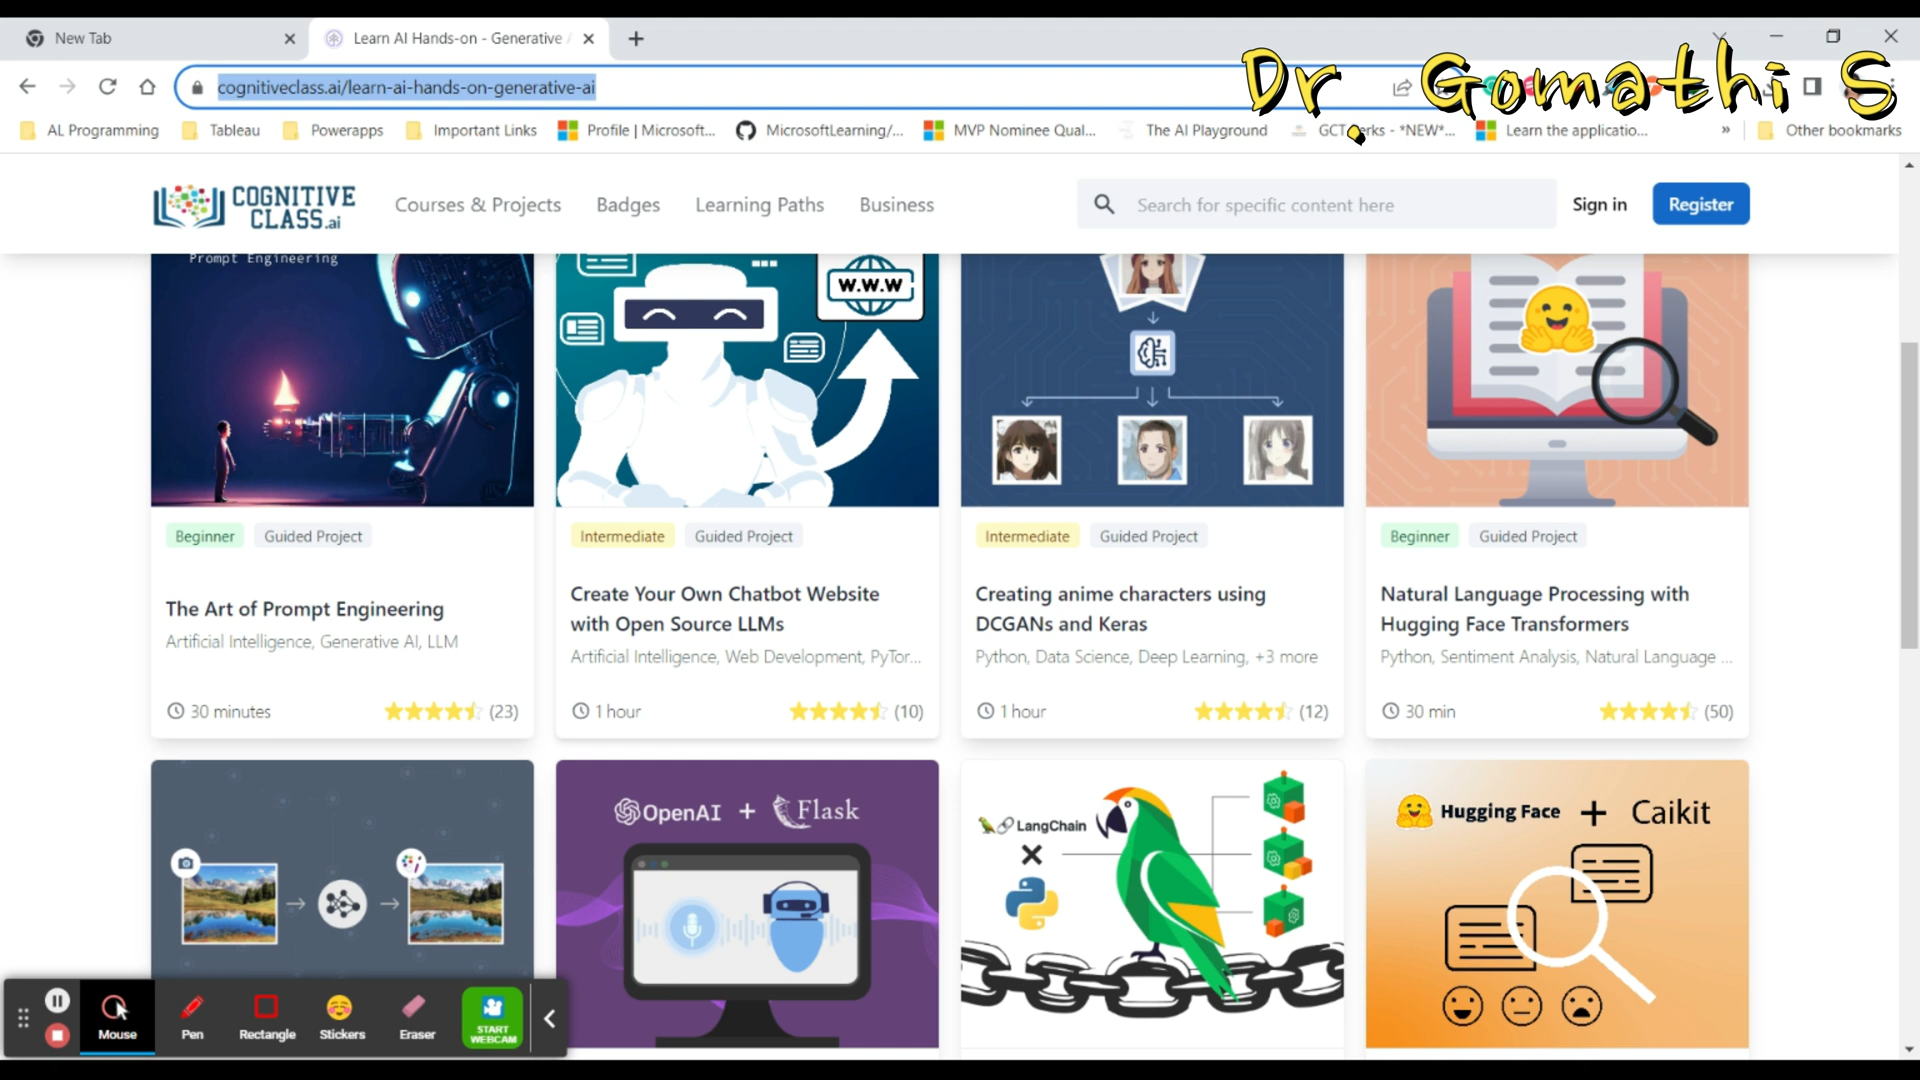 New Tab
Learn AI Hands-on - Generative A
Dr. Gomathi S
cognitiveclass.ai/learn-ai-hands-on-generative-ai
AL Programming
Tableau
Powerapps
Important Links
Profile | Microsoft...
MicrosoftLearning/...
MVP Nominee Qual...
The AI Playground
GCT Perks - *NEW*...
Learn the applicatio...
»
Other bookmarks
COGNITIVE
CLASS.ai
Courses & Projects
Badges
Learning Paths
Business
Search for specific content here
Sign in
Register
Prompt Engineering
W.W.W
Beginner
Guided Project
The Art of Prompt Engineering
Artificial Intelligence, Generative AI, LLM
30 minutes
(23)
Intermediate
Guided Project
Create Your Own Chatbot Website
with Open Source LLMs
Artificial Intelligence, Web Development, PyTor...
1 hour
(10)
Intermediate
Guided Project
Creating anime characters using
DCGANs and Keras
Python, Data Science, Deep Learning, +3 more
1 hour
(12)
Beginner
Guided Project
Natural Language Processing with
Hugging Face Transformers
Python, Sentiment Analysis, Natural Language ...
30 min
(50)
OpenAI + Flask
LangChain
Hugging Face + Caikit
Mouse
Pen
Rectangle
Stickers
Eraser
START
WEBCAM